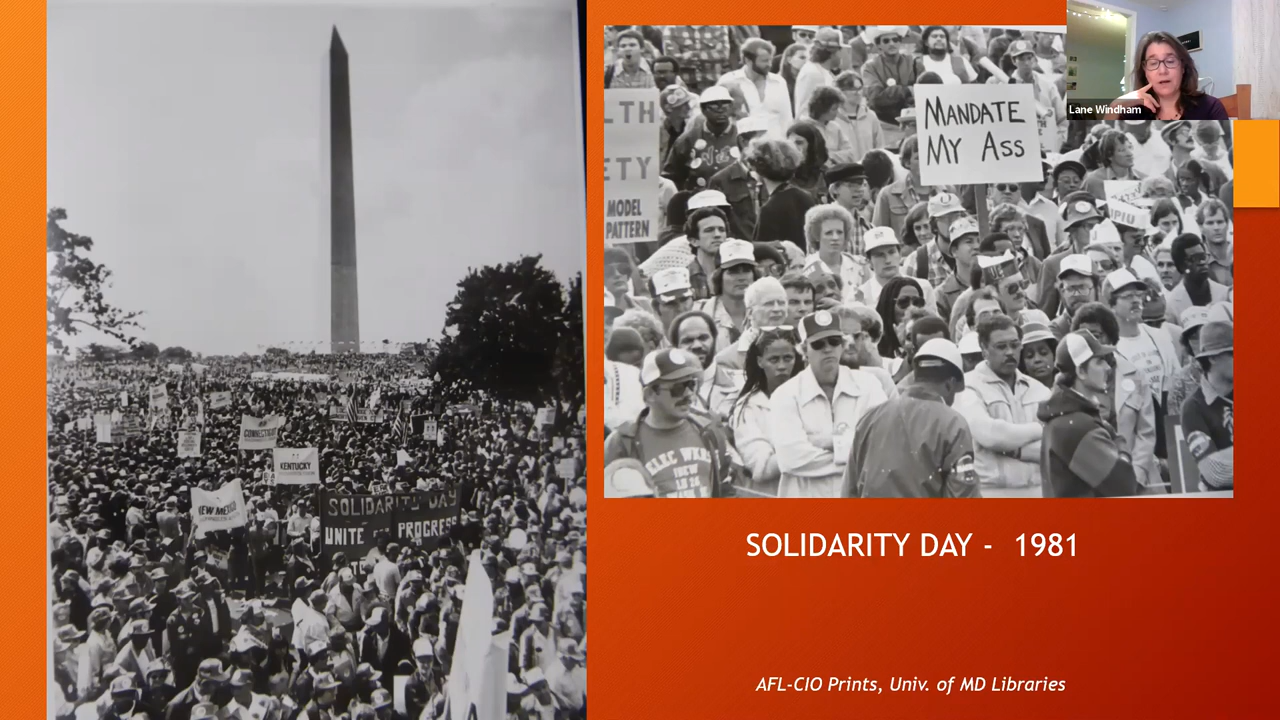 CONNECTICUT
KENTUCKY
NEW MEXICO
SOLIDARITY DAY
UNITE
PROGRESS
LTH
ETY
MODEL
PATTERN
MANDATE
MY ASS
IPIU
ELEC WKRS
Lane Windham
SOLIDARITY DAY - 1981
AFL-CIO Prints, Univ. of MD Libraries